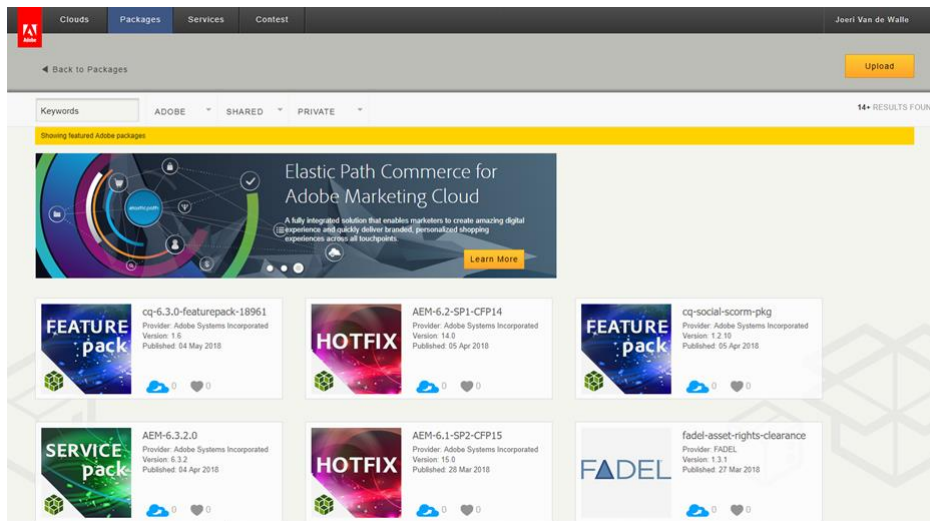 Clouds Packages Services Contest Joeri Van de Walle
Adobe
◀ Back to Packages Upload
Keywords ADOBE SHARED PRIVATE 14+ RESULTS FOUN
Showing featured Adobe packages
Elastic Path Commerce for
Adobe Marketing Cloud
elastic path
A fully integrated solution that enables marketers to create amazing digital
experience and quickly deliver branded, personalized shopping
experiences across all touchpoints.
Learn More
FEATURE pack
cq-6.3.0-featurepack-18961
Provider: Adobe Systems Incorporated
Version: 1.6
Published: 04 May 2018
0 0
HOTFIX
AEM-6.2-SP1-CFP14
Provider: Adobe Systems Incorporated
Version: 14.0
Published: 05 Apr 2018
0 0
FEATURE pack
cq-social-scorm-pkg
Provider: Adobe Systems Incorporated
Version: 1.2.10
Published: 05 Apr 2018
0 0
SERVICE pack
AEM-6.3.2.0
Provider: Adobe Systems Incorporated
Version: 6.3.2
Published: 04 Apr 2018
0 0
HOTFIX
AEM-6.1-SP2-CFP15
Provider: Adobe Systems Incorporated
Version: 15.0
Published: 28 Mar 2018
0 0
FADEL
fadel-asset-rights-clearance
Provider: FADEL
Version: 1.3.1
Published: 27 Mar 2018
0 0